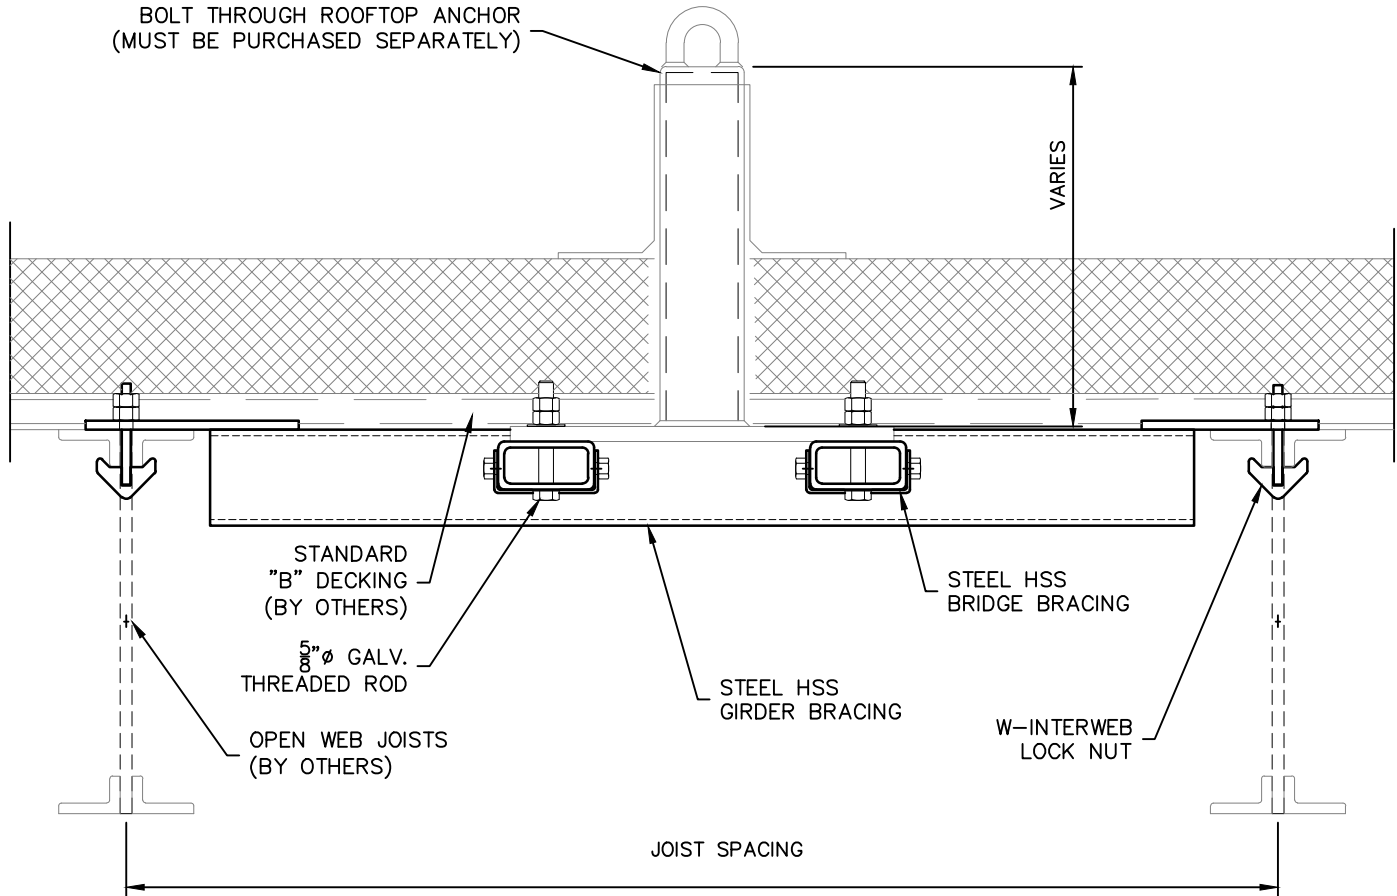 BOLT THROUGH ROOFTOP ANCHOR
(MUST BE PURCHASED SEPARATELY)
VARIES
STANDARD
"B" DECKING
(BY OTHERS)
5/8"ø GALV.
THREADED ROD
OPEN WEB JOISTS
(BY OTHERS)
STEEL HSS
GIRDER BRACING
STEEL HSS
BRIDGE BRACING
W-INTERWEB
LOCK NUT
JOIST SPACING